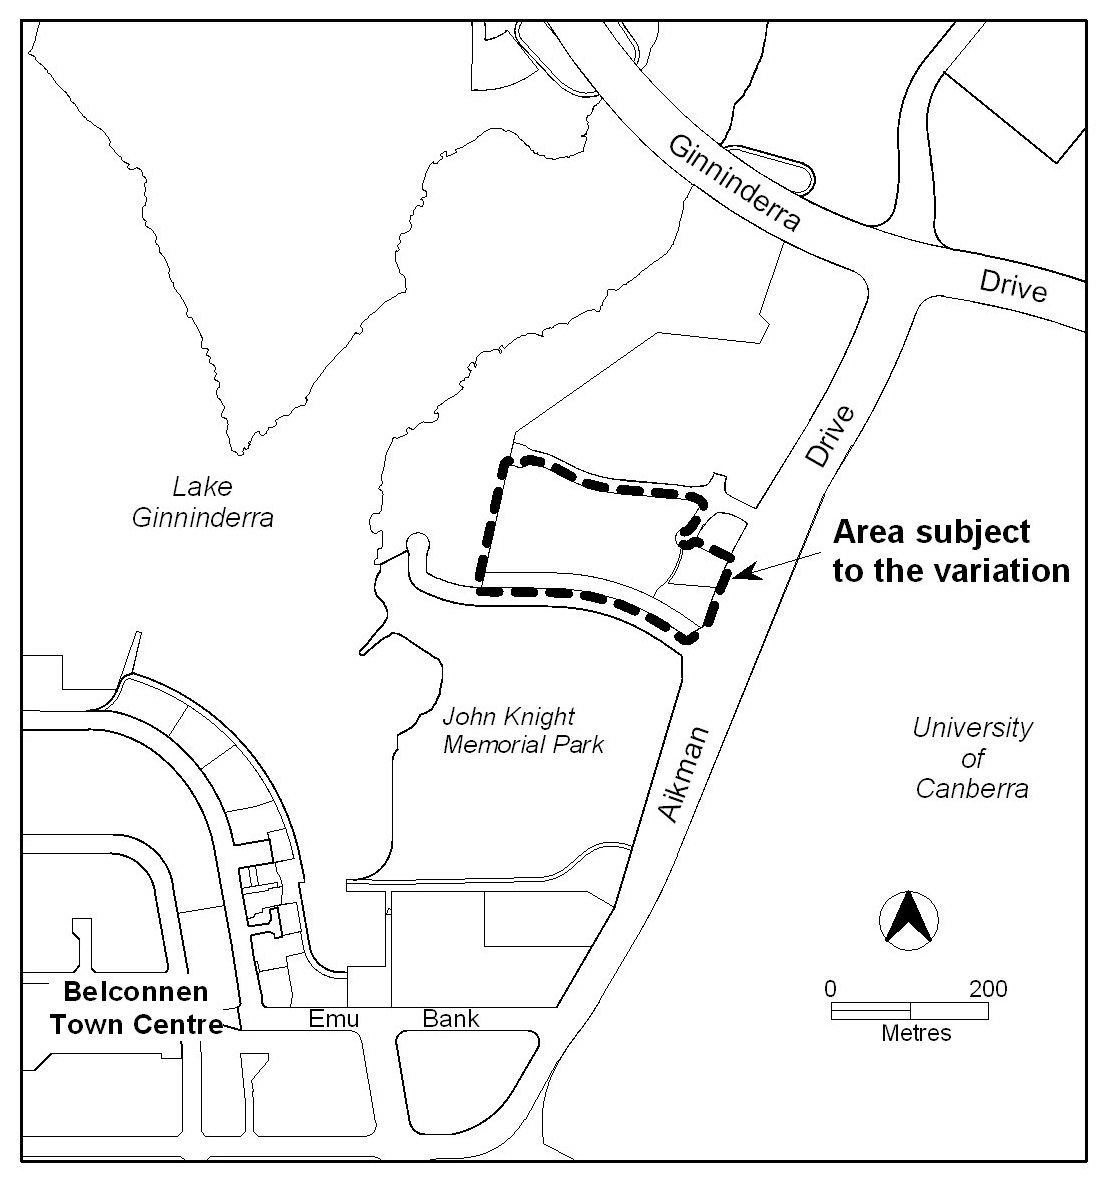 Ginninderra
Drive
Drive
Lake
Ginninderra
Area subject
to the variation
John Knight
Memorial Park
University
of
Canberra
Aikman
Belconnen
Town Centre
Emu
Bank
0
200
Metres